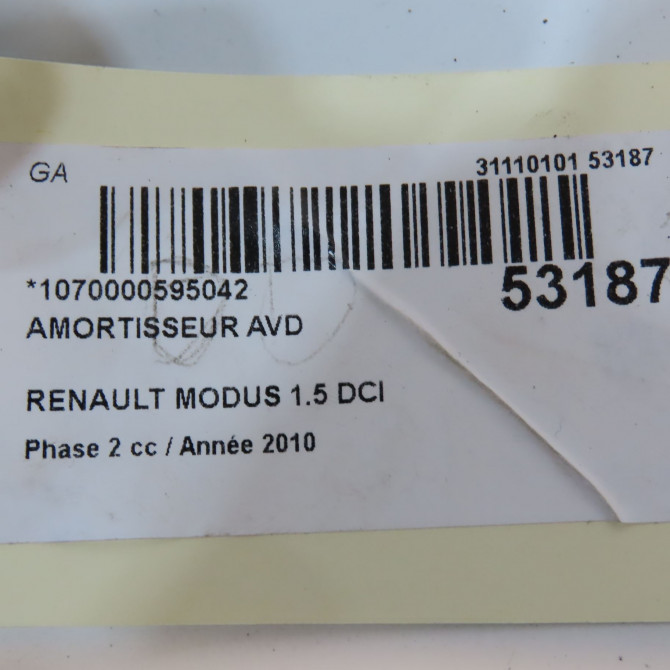 GA
31110101 53187
*1070000595042
53187
AMORTISSEUR AVD
RENAULT MODUS 1.5 DCI
Phase 2 cc / Année 2010